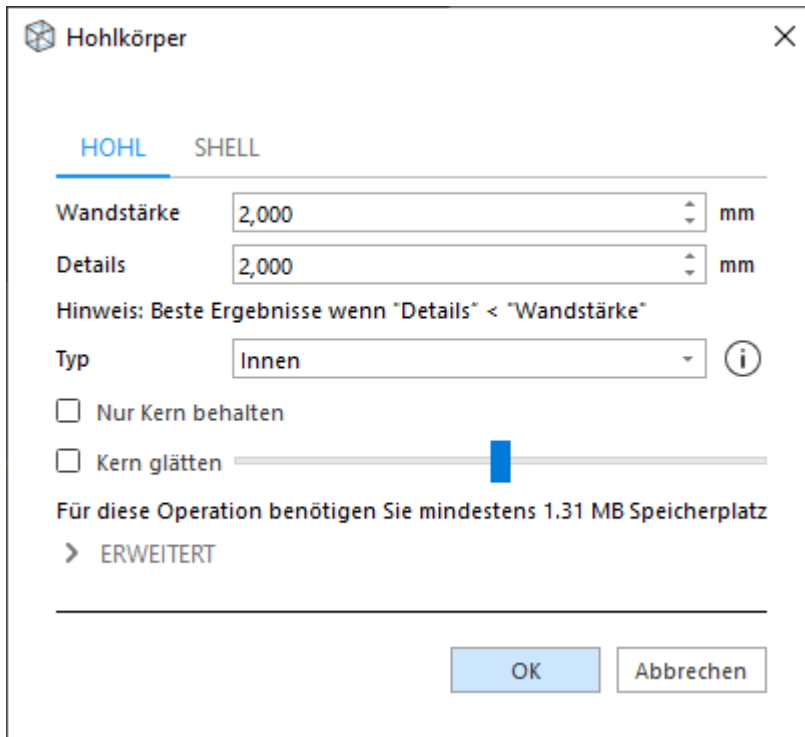 Hohlkörper
HOHL SHELL
Wandstärke 2,000 mm
Details 2,000 mm
Hinweis: Beste Ergebnisse wenn "Details" < "Wandstärke"
Typ Innen
Nur Kern behalten
Kern glätten
Für diese Operation benötigen Sie mindestens 1.31 MB Speicherplatz
ERWEITERT
OK Abbrechen